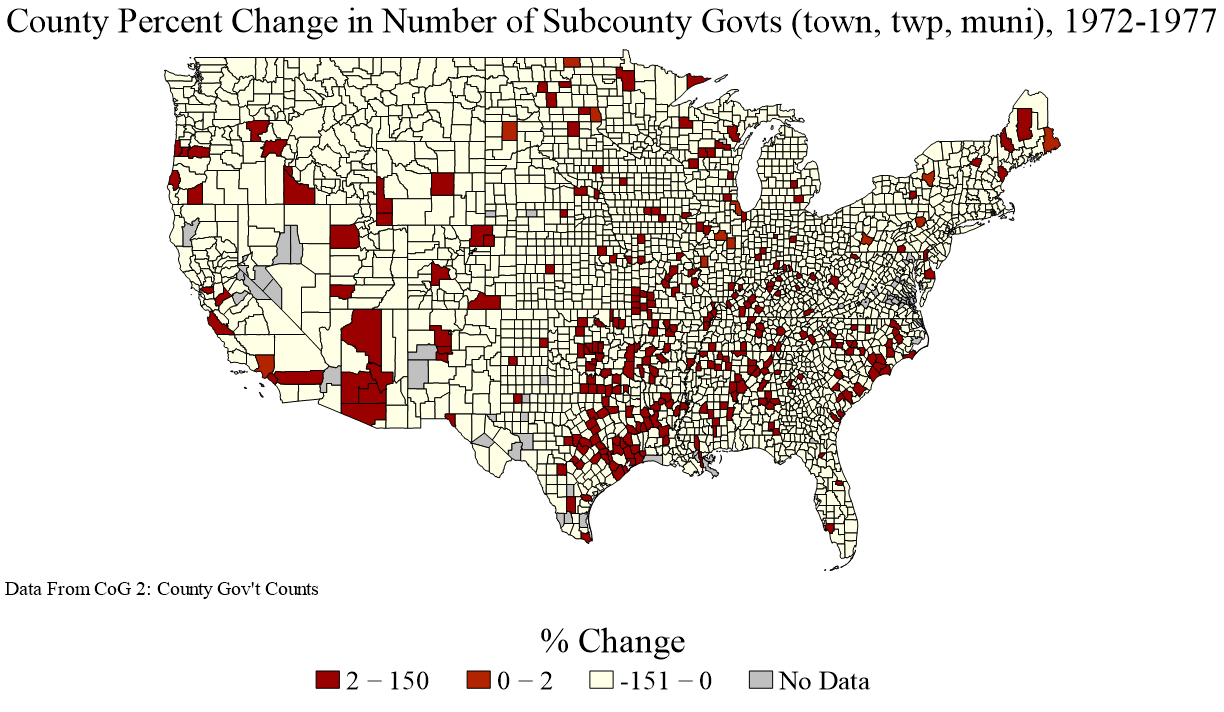 County Percent Change in Number of Subcounty Govts (town, twp, muni), 1972-1977
Data From CoG 2: County Gov't Counts
% Change
2 − 150 0 − 2 -151 − 0 No Data